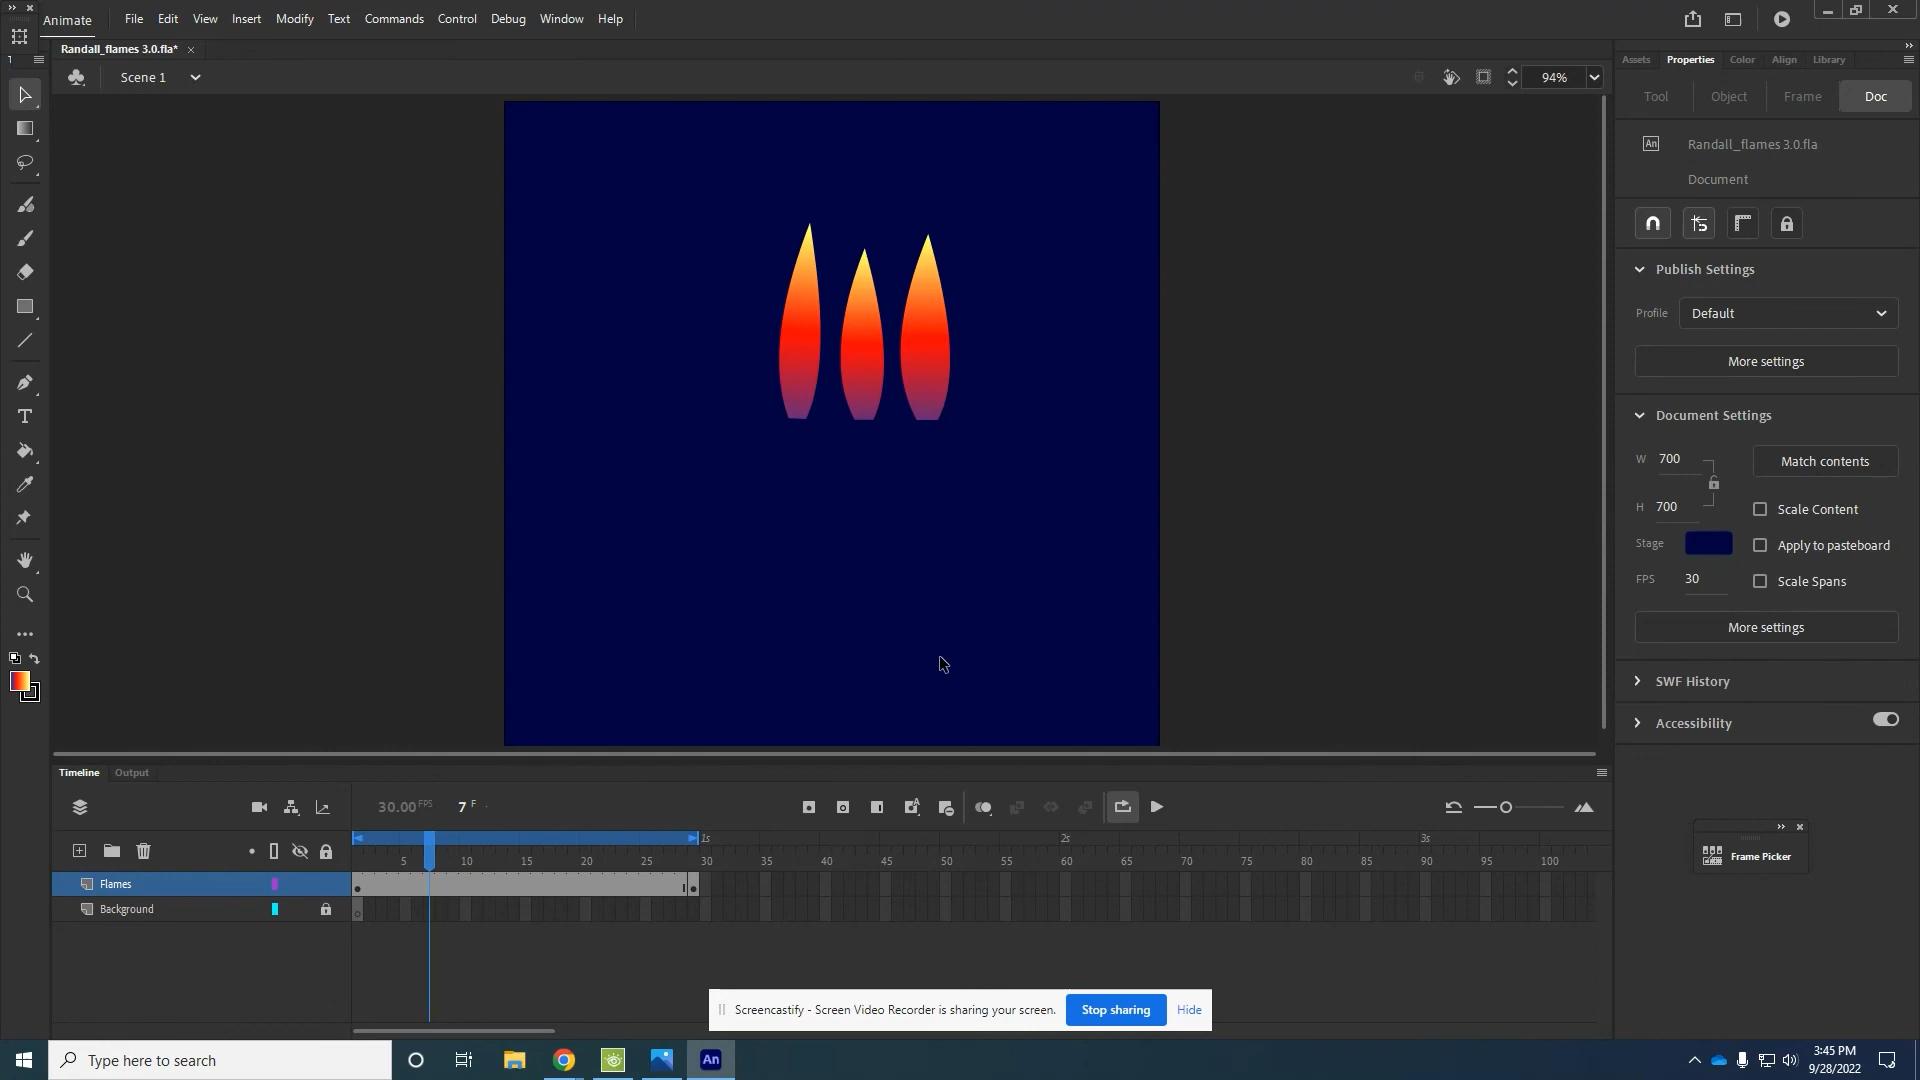 Animate
File Edit View Insert Modify Text Commands Control Debug Window Help
Randall_flames 3.0.fla*
Scene 1
94%
Assets Properties Color Align Library
Tool Object Frame Doc
An Randall_flames 3.0.fla
Document
Publish Settings
Profile Default
More settings
Document Settings
W 700 Match contents
H 700 Scale Content
Stage Apply to pasteboard
FPS 30 Scale Spans
More settings
SWF History
Accessibility
Timeline Output
30.00 FPS 7 F
1s 2s 3s
5 10 15 20 25 30 35 40 45 50 55 60 65 70 75 80 85 90 95 100
Flames
Background
Frame Picker
Screencastify - Screen Video Recorder is sharing your screen. Stop sharing Hide
Type here to search
An
3:45 PM
9/28/2022